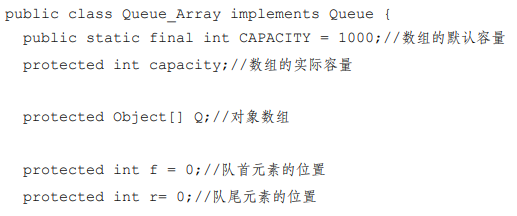 public class Queue_Array implements Queue {
public static final int CAPACITY = 1000;//数组的默认容量
protected int capacity;//数组的实际容量
protected Object[] Q;//对象数组
protected int f = 0;//队首元素的位置
protected int r= 0;//队尾元素的位置